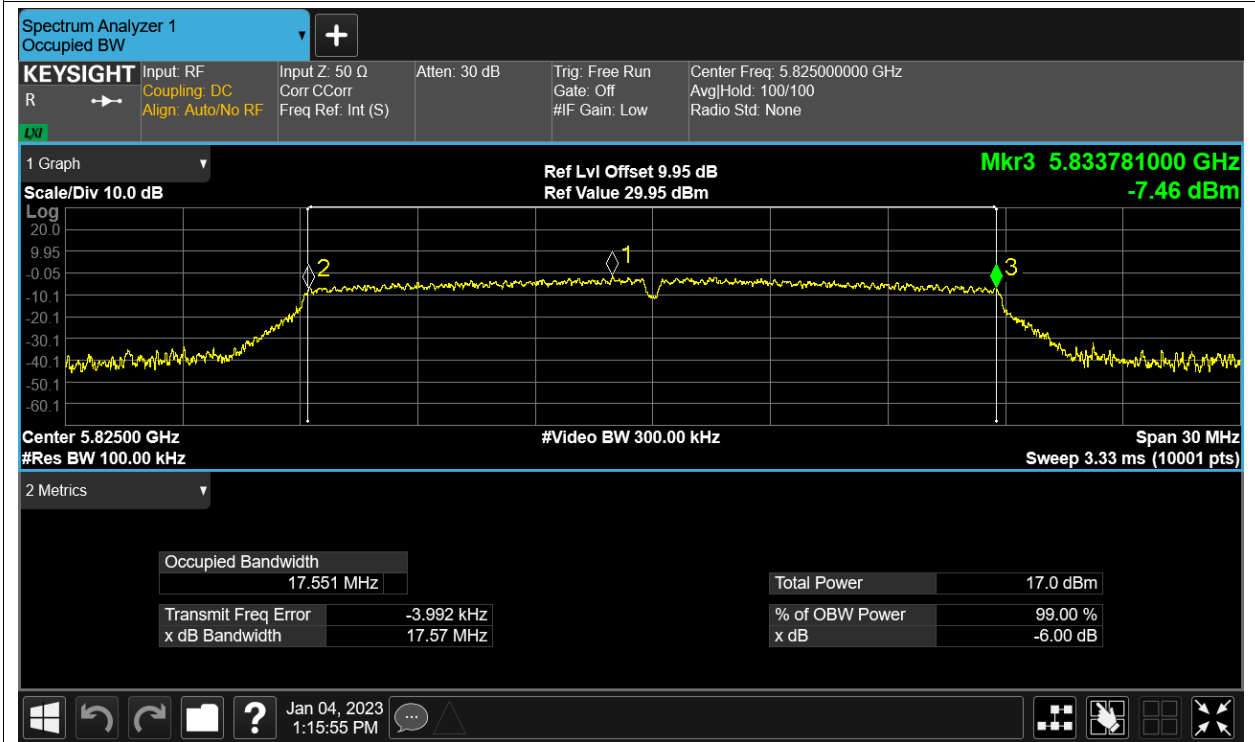 Spectrum Analyzer 1
Occupied BW
KEYSIGHT
R
LXI
Input: RF
Coupling: DC
Align: Auto/No RF
Input Z: 50 Ω
Corr CCorr
Freq Ref: Int (S)
Atten: 30 dB
Trig: Free Run
Gate: Off
#IF Gain: Low
Center Freq: 5.825000000 GHz
Avg|Hold: 100/100
Radio Std: None
1 Graph
Scale/Div 10.0 dB
Ref Lvl Offset 9.95 dB
Ref Value 29.95 dBm
Mkr3 5.833781000 GHz
-7.46 dBm
Log
20.0
9.95
-0.05
-10.1
-20.1
-30.1
-40.1
-50.1
-60.1
2
1
3
Center 5.82500 GHz
#Video BW 300.00 kHz
Span 30 MHz
#Res BW 100.00 kHz
Sweep 3.33 ms (10001 pts)
2 Metrics
Occupied Bandwidth
17.551 MHz
Total Power 17.0 dBm
Transmit Freq Error -3.992 kHz
% of OBW Power 99.00 %
x dB Bandwidth 17.57 MHz
x dB -6.00 dB
?
Jan 04, 2023
1:15:55 PM